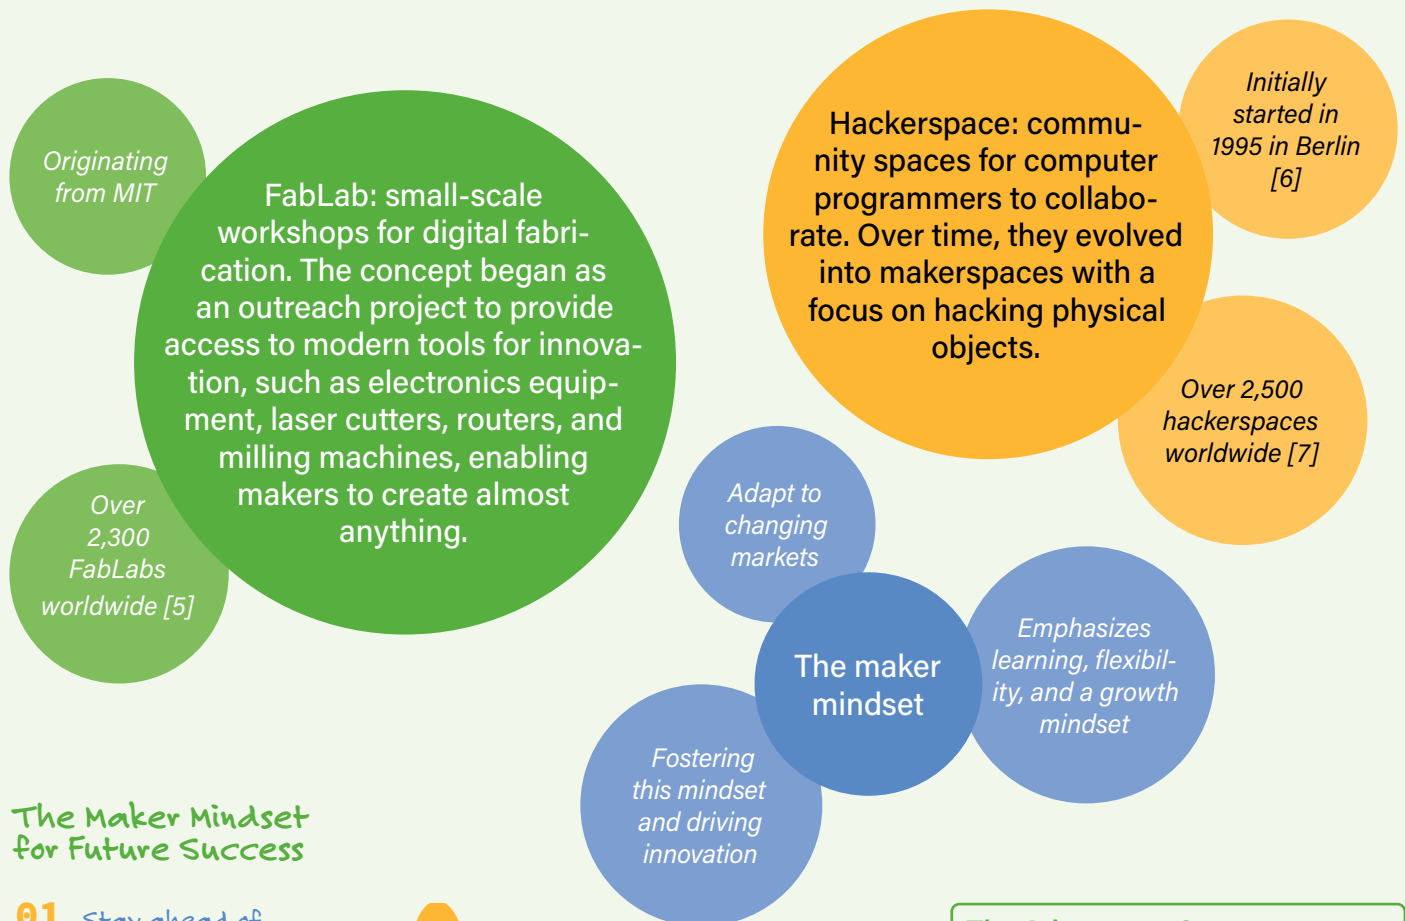 Originating
from MIT
FabLab: small-scale
workshops for digital fabri-
cation. The concept began as
an outreach project to provide
access to modern tools for innova-
tion, such as electronics equip-
ment, laser cutters, routers, and
milling machines, enabling
makers to create almost
anything.
Over
2,300
FabLabs
worldwide [5]
Hackerspace: commu-
nity spaces for computer
programmers to collabo-
rate. Over time, they evolved
into makerspaces with a
focus on hacking physical
objects.
Initially
started in
1995 in Berlin
[6]
Over 2,500
hackerspaces
worldwide [7]
Adapt to
changing
markets
The maker
mindset
Emphasizes
learning, flexibil-
ity, and a growth
mindset
Fostering
this mindset
and driving
innovation
The Maker Mindset
for Future Success
01 Stay ahead of